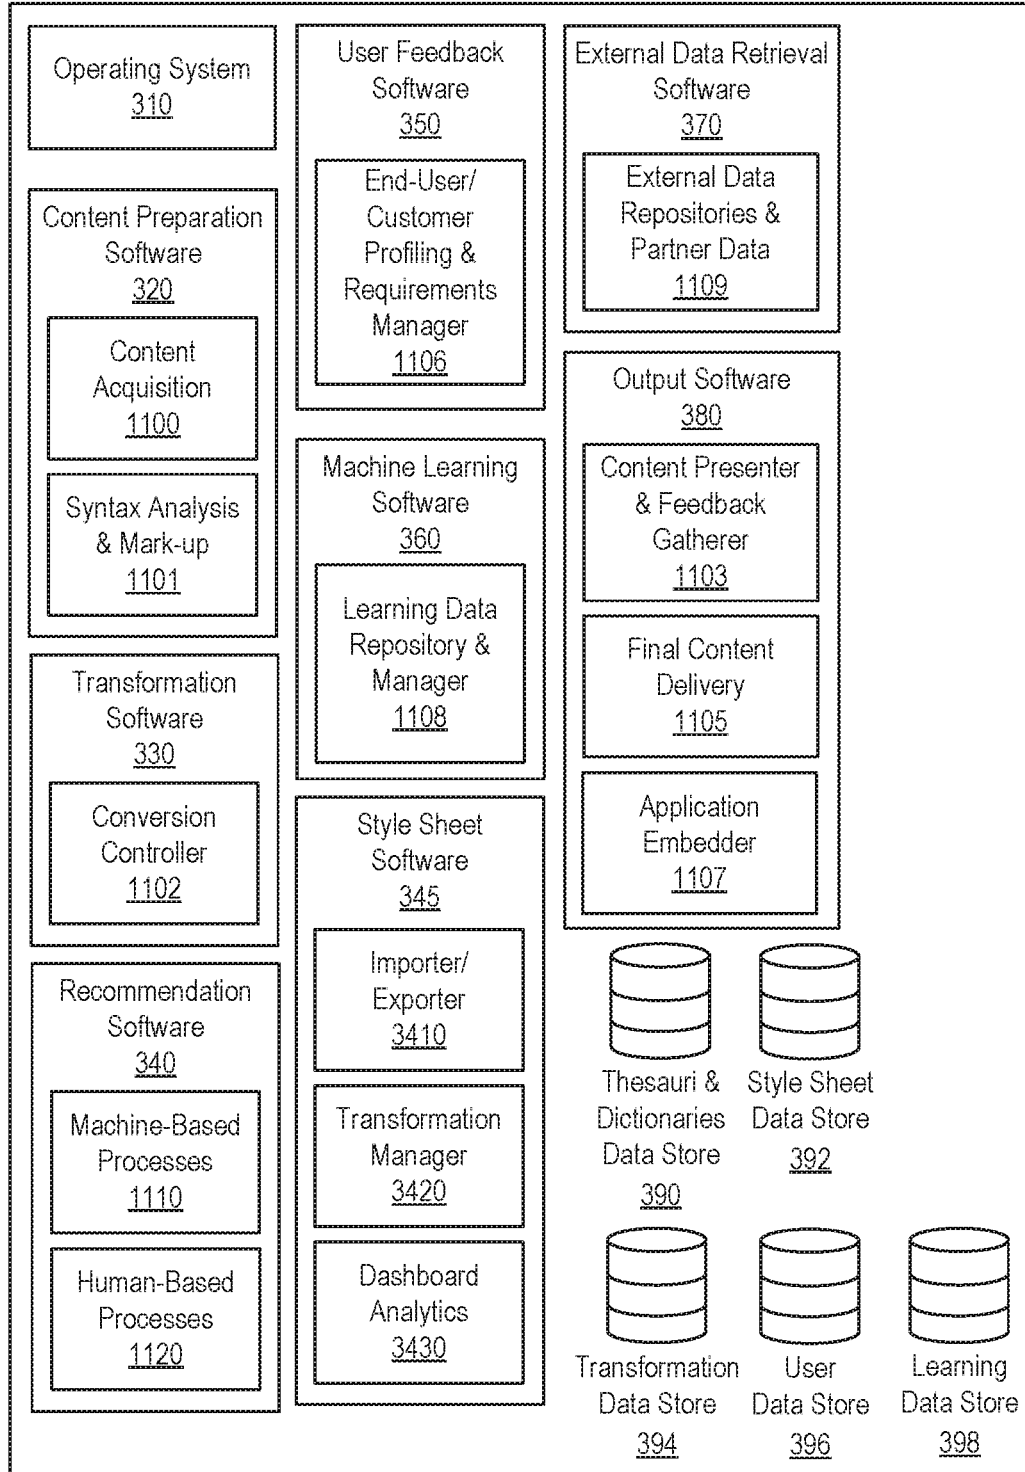 Operating System
310
Content Preparation
Software
320
Content
Acquisition
1100
Syntax Analysis
& Mark-up
1101
Transformation
Software
330
Conversion
Controller
1102
Recommendation
Software
340
Machine-Based
Processes
1110
Human-Based
Processes
1120
User Feedback
Software
350
End-User/
Customer
Profiling &
Requirements
Manager
1106
Machine Learning
Software
360
Learning Data
Repository &
Manager
1108
Style Sheet
Software
345
Importer/
Exporter
3410
Transformation
Manager
3420
Dashboard
Analytics
3430
External Data Retrieval
Software
370
External Data
Repositories &
Partner Data
1109
Output Software
380
Content Presenter
& Feedback
Gatherer
1103
Final Content
Delivery
1105
Application
Embedder
1107
Thesauri &
Dictionaries
Data Store
390
Style Sheet
Data Store
392
Transformation
Data Store
394
User
Data Store
396
Learning
Data Store
398